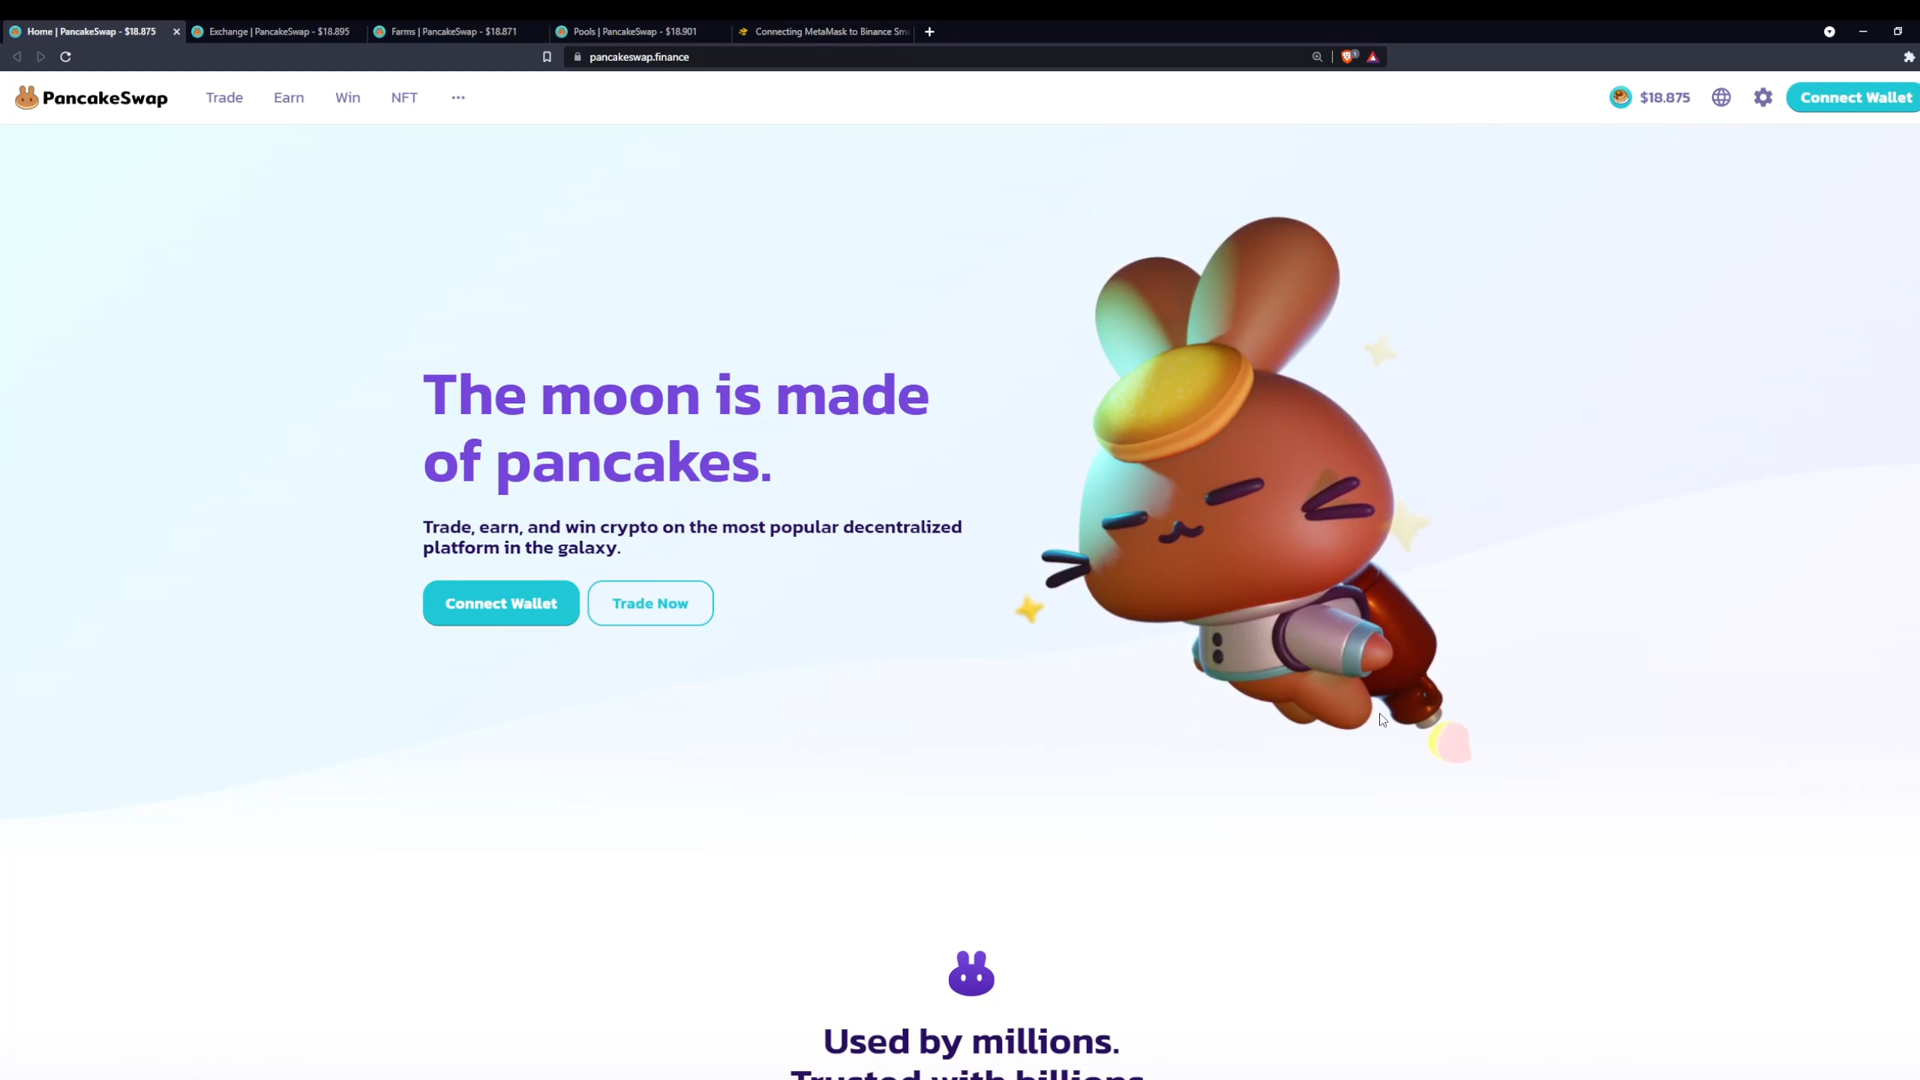 Home | PancakeSwap - $18.875
Exchange | PancakeSwap - $18.895
Farms | PancakeSwap - $18.871
Pools | PancakeSwap - $18.901
Connecting MetaMask to Binance Sm
pancakeswap.finance
PancakeSwap
Trade
Earn
Win
NFT
$18.875
Connect Wallet
The moon is made
of pancakes.
Trade, earn, and win crypto on the most popular decentralized
platform in the galaxy.
Connect Wallet
Trade Now
Used by millions.
Trusted with billions